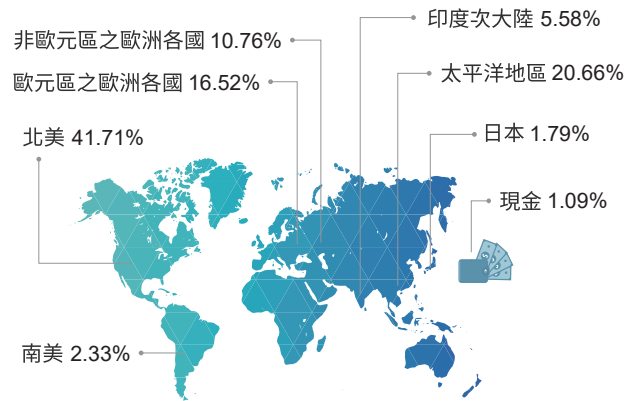 印度次大陸 5.58%
非歐元區之歐洲各國 10.76%
太平洋地區 20.66%
歐元區之歐洲各國 16.52%
北美 41.71%
日本 1.79%
現金 1.09%
南美 2.33%